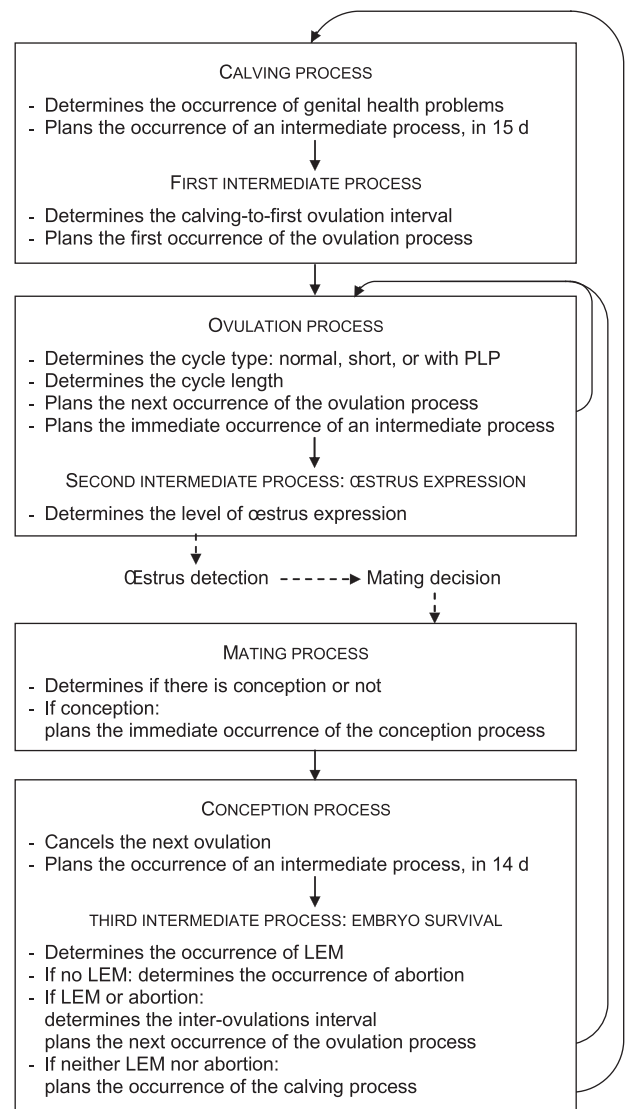 CALVING PROCESS
- Determines the occurrence of genital health problems
- Plans the occurrence of an intermediate process, in 15 d
FIRST INTERMEDIATE PROCESS
- Determines the calving-to-first ovulation interval
- Plans the first occurrence of the ovulation process
OVULATION PROCESS
- Determines the cycle type: normal, short, or with PLP
- Determines the cycle length
- Plans the next occurrence of the ovulation process
- Plans the immediate occurrence of an intermediate process
SECOND INTERMEDIATE PROCESS: ŒSTRUS EXPRESSION
- Determines the level of œstrus expression
Œstrus detection
Mating decision
MATING PROCESS
- Determines if there is conception or not
- If conception:
plans the immediate occurrence of the conception process
CONCEPTION PROCESS
- Cancels the next ovulation
- Plans the occurrence of an intermediate process, in 14 d
THIRD INTERMEDIATE PROCESS: EMBRYO SURVIVAL
- Determines the occurrence of LEM
- If no LEM: determines the occurrence of abortion
- If LEM or abortion:
determines the inter-ovulations interval
plans the next occurrence of the ovulation process
- If neither LEM nor abortion:
plans the occurrence of the calving process